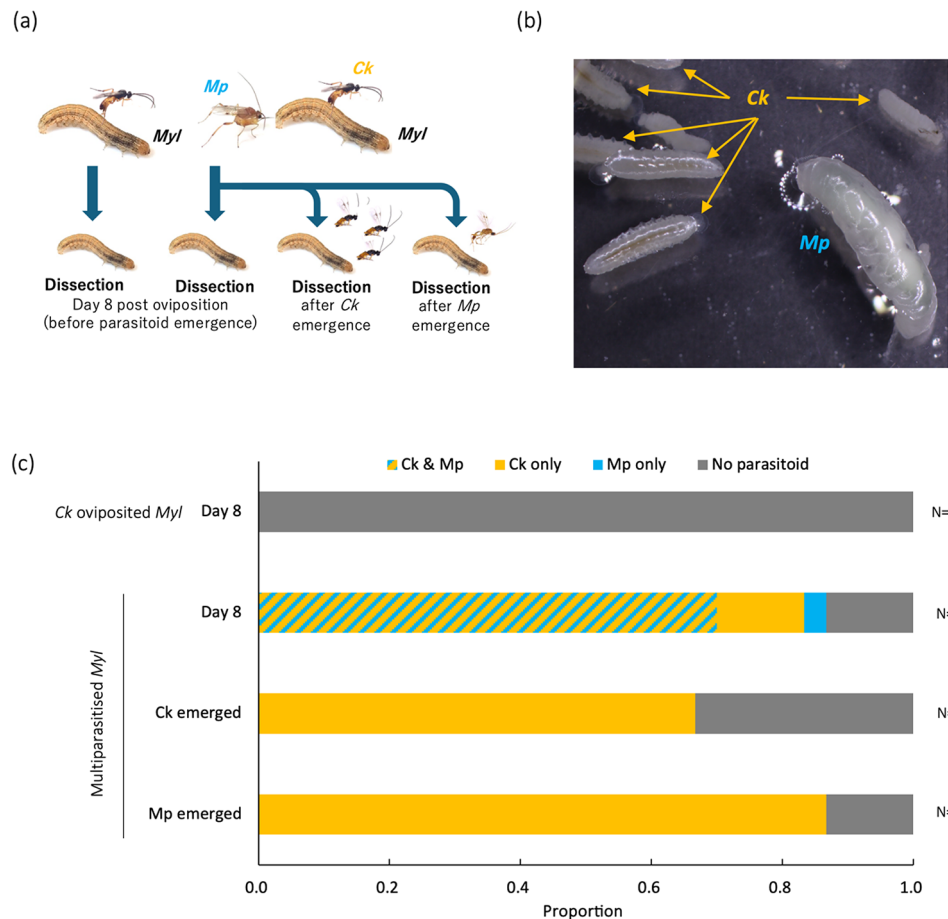 (a)
Mp
Ck
Myl
Myl
Dissection
Day 8 post oviposition
(before parasitoid emergence)
Dissection
Dissection
after Ck
emergence
Dissection
after Mp
emergence
(b)
Ck
Mp
(c)
Ck & Mp
Ck only
Mp only
No parasitoid
Ck oviposited Myl
Day 8
N=
Multiparasitised Myl
Day 8
N=
Ck emerged
N=
Mp emerged
N=
0.0
0.2
0.4
0.6
0.8
1.0
Proportion